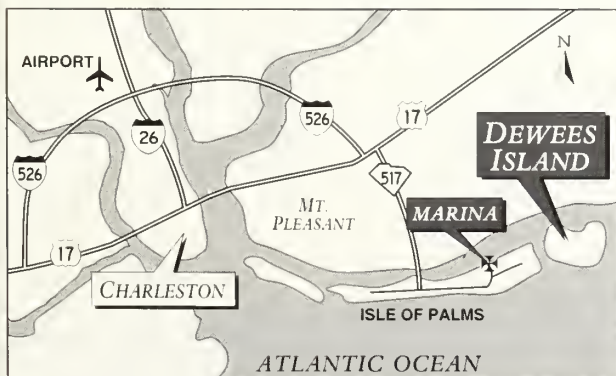 AIRPORT
N
526
17
526
26
DEWEES
ISLAND
517
MT.
PLEASANT
MARINA
17
CHARLESTON
ISLE OF PALMS
ATLANTIC OCEAN